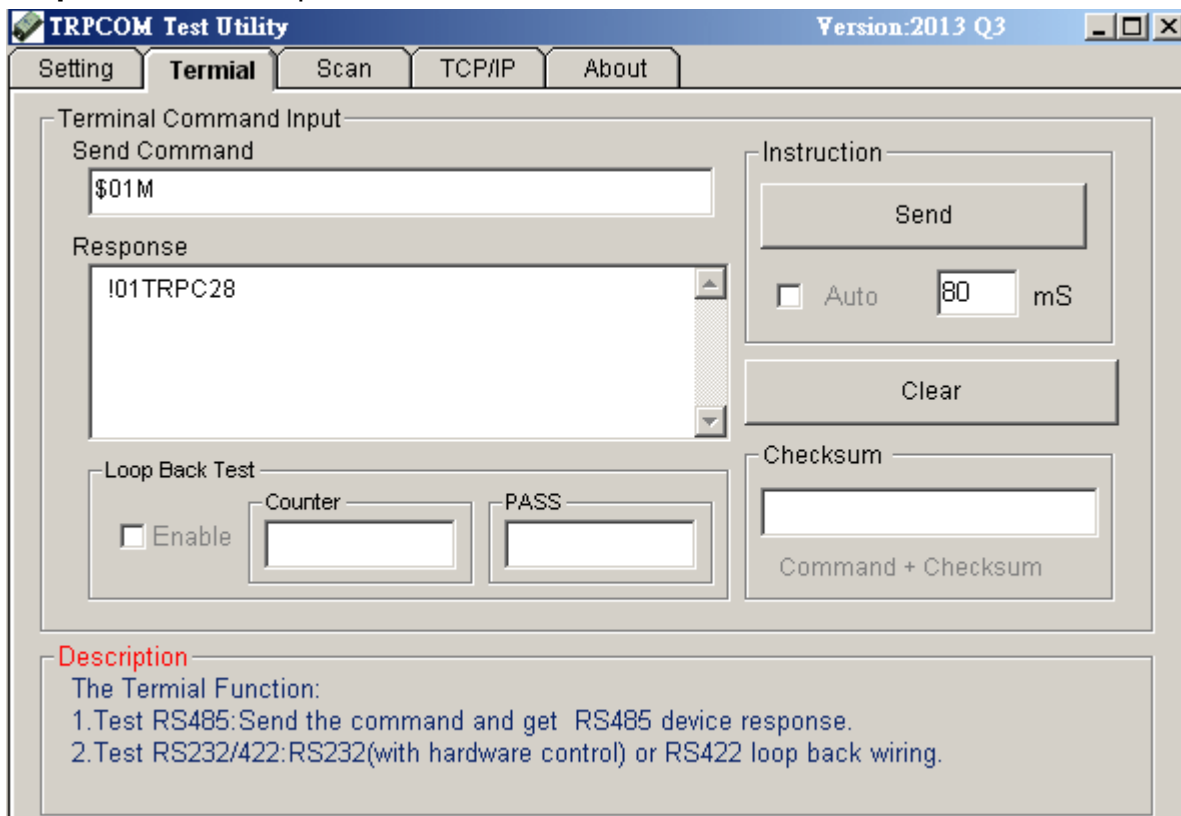 TRPCOM Test Utility Version:2013 Q3
Setting Termial Scan TCP/IP About
Terminal Command Input
Send Command
$01M
Response
!01TRPC28
Instruction
Send
Auto 80 mS
Clear
Loop Back Test
Enable
Counter
PASS
Checksum
Command + Checksum
Description
The Termial Function:
1.Test RS485:Send the command and get RS485 device response.
2.Test RS232/422:RS232(with hardware control) or RS422 loop back wiring.